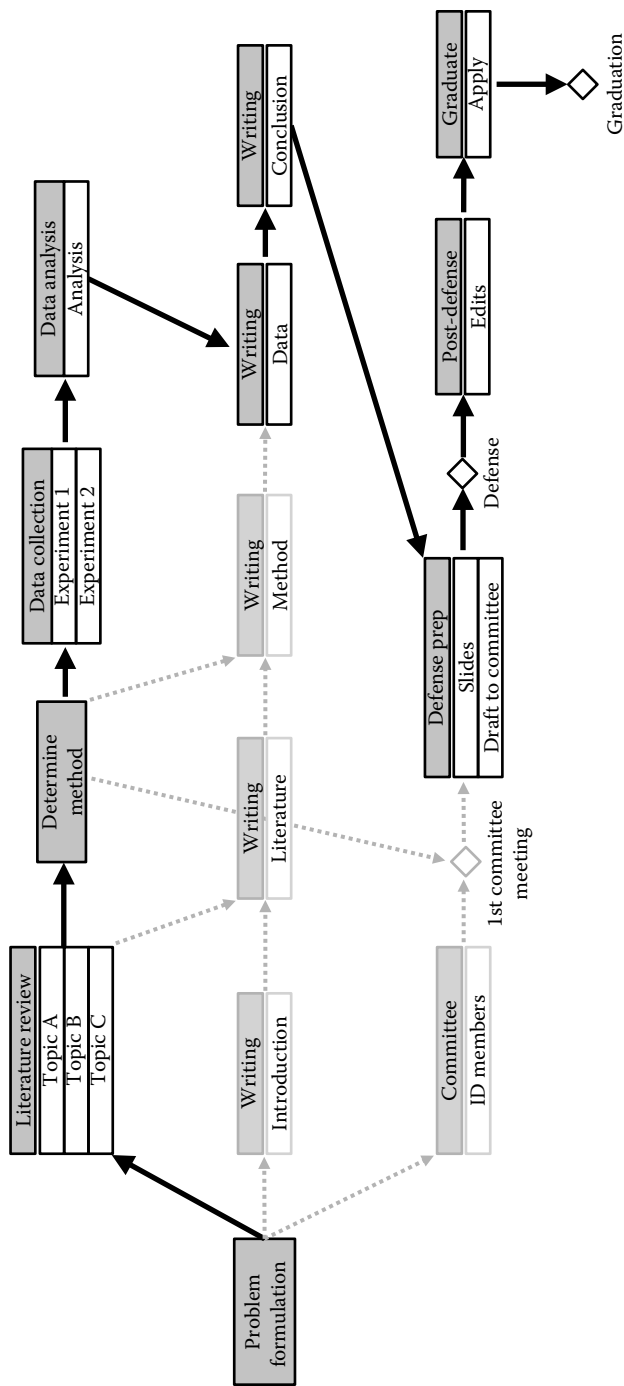 Problem
formulation
Literature review
Topic A
Topic B
Topic C
Determine
method
Data collection
Experiment 1
Experiment 2
Data analysis
Analysis
Writing
Introduction
Writing
Literature
Writing
Method
Writing
Data
Writing
Conclusion
Committee
ID members
1st committee
meeting
Defense prep
Slides
Draft to committee
Defense
Post-defense
Edits
Graduate
Apply
Graduation